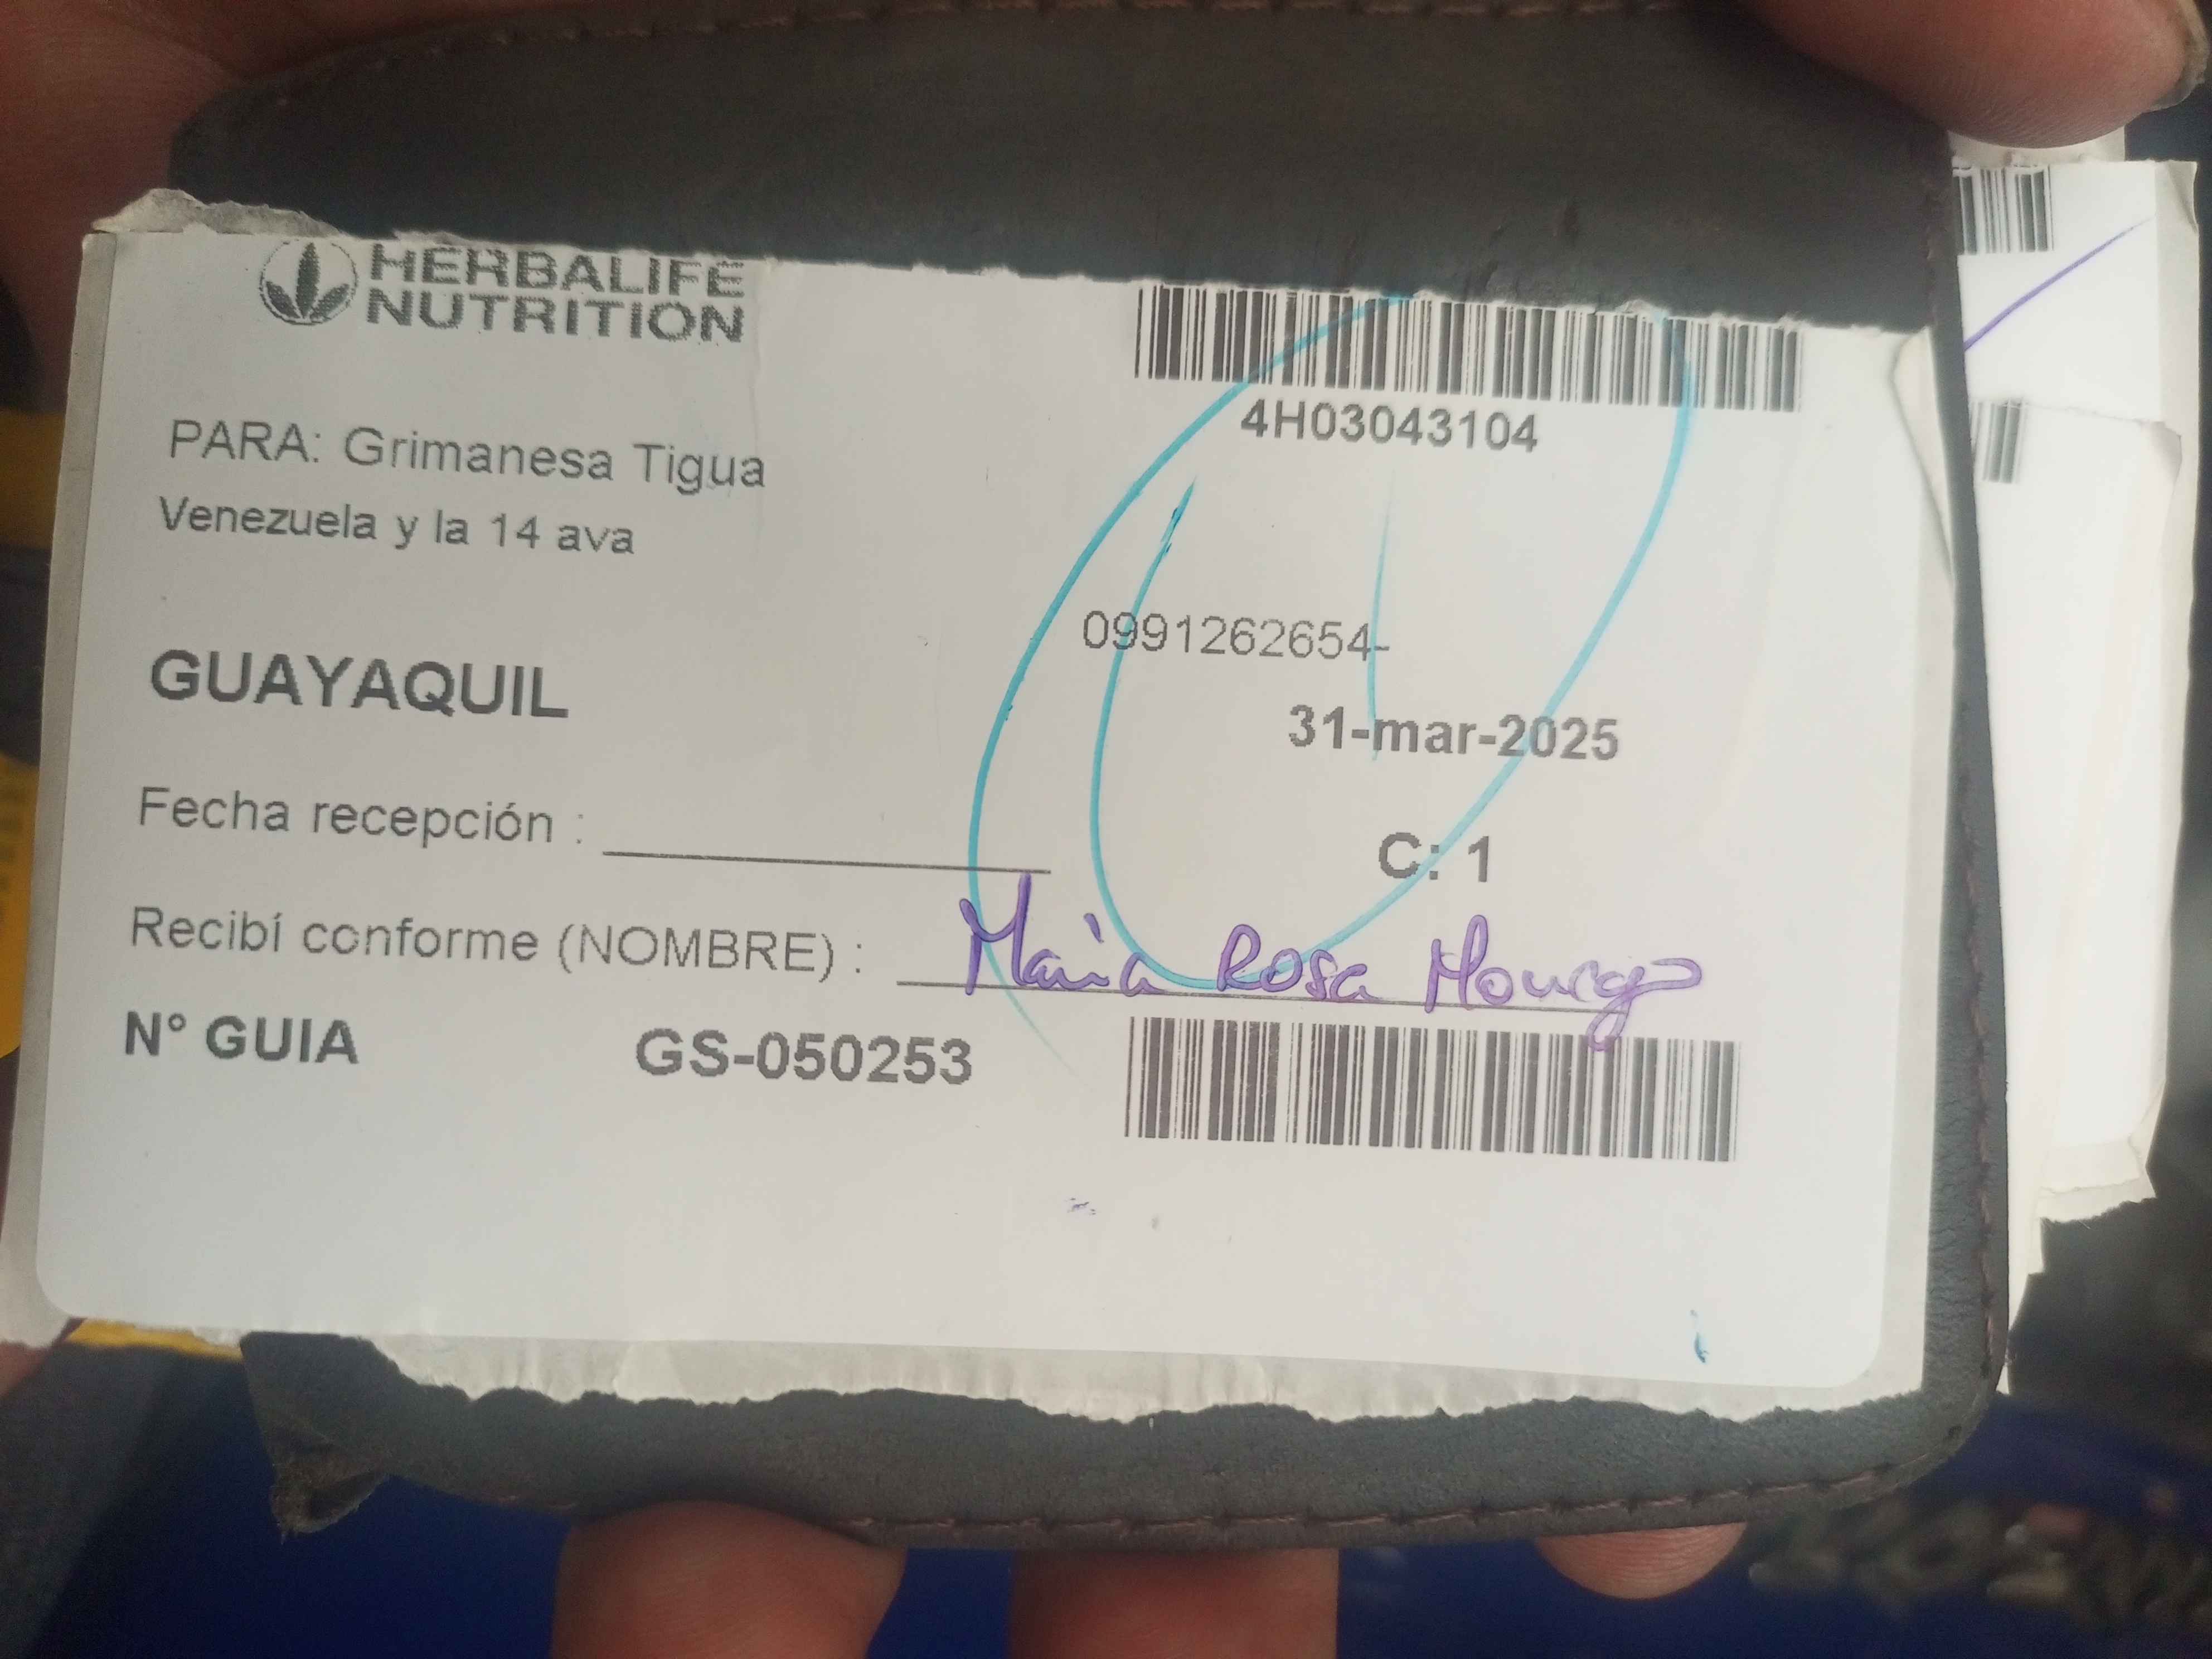 HERBALIFE
NUTRITION
4H03043104
PARA: Grimanesa Tigua
Venezuela y la 14 ava
0991262654-
GUAYAQUIL
31-mar-2025
Fecha recepción :
C: 1
Recibí conforme (NOMBRE) : Maria Rosa
N° GUIA GS-050253